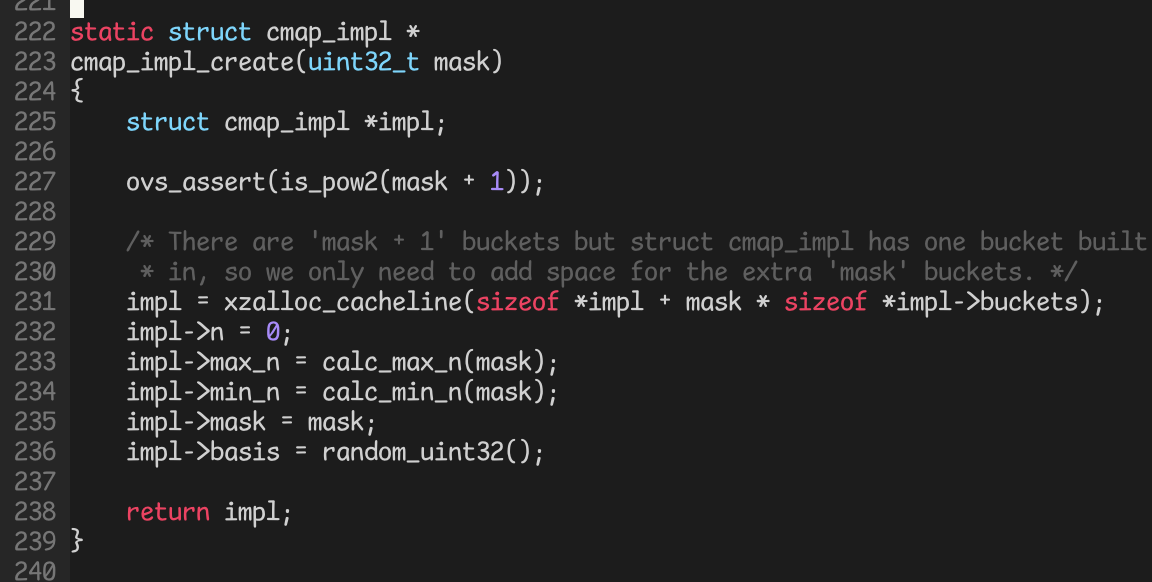 221
222 static struct cmap_impl *
223 cmap_impl_create(uint32_t mask)
224 {
225     struct cmap_impl *impl;
226
227     ovs_assert(is_pow2(mask + 1));
228
229     /* There are 'mask + 1' buckets but struct cmap_impl has one bucket built
230      * in, so we only need to add space for the extra 'mask' buckets. */
231     impl = xzalloc_cacheline(sizeof *impl + mask * sizeof *impl->buckets);
232     impl->n = 0;
233     impl->max_n = calc_max_n(mask);
234     impl->min_n = calc_min_n(mask);
235     impl->mask = mask;
236     impl->basis = random_uint32();
237
238     return impl;
239 }
240